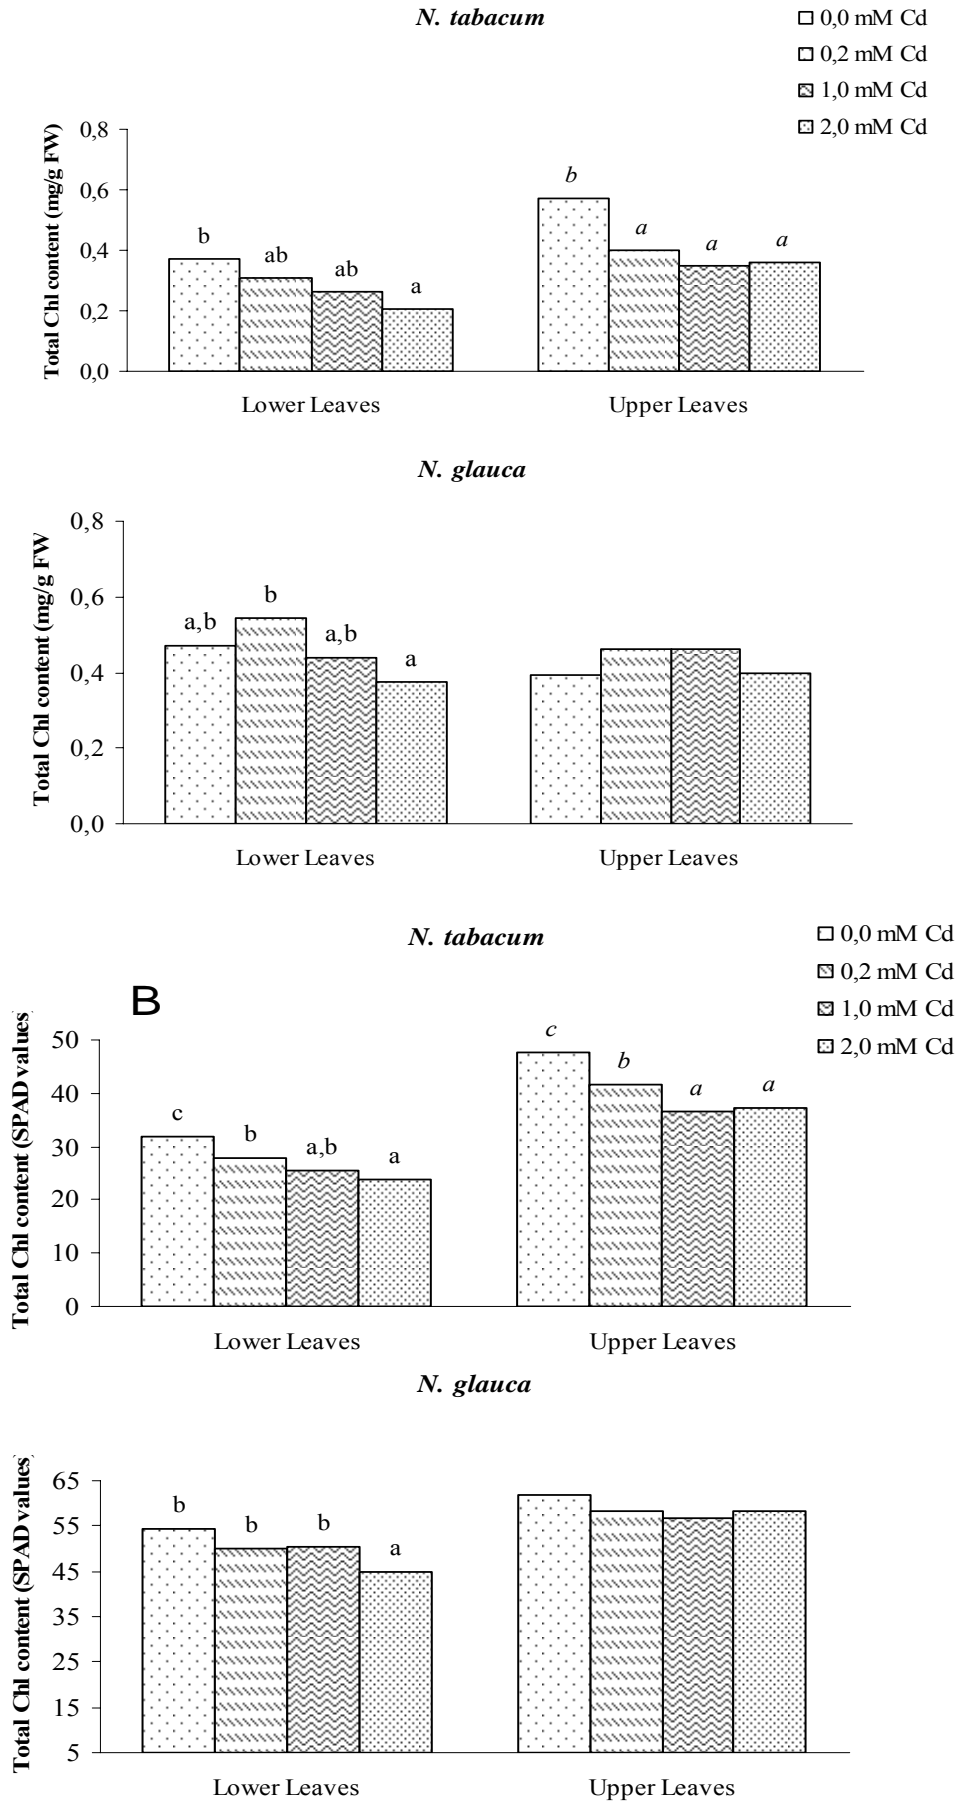 N. tabacum
0,0 mM Cd
0,2 mM Cd
1,0 mM Cd
2,0 mM Cd
Total Chl content (mg/g FW)
0,8
0,6
0,4
0,2
0,0
b
ab
ab
a
b
a
a
a
Lower Leaves
Upper Leaves
N. glauca
Total Chl content (mg/g FW
0,8
0,6
0,4
0,2
0,0
a,b
b
a,b
a
Lower Leaves
Upper Leaves
N. tabacum
0,0 mM Cd
0,2 mM Cd
1,0 mM Cd
2,0 mM Cd
B
Total Chl content (SPAD values)
50
40
30
20
10
0
c
b
a,b
a
c
b
a
a
Lower Leaves
Upper Leaves
N. glauca
Total Chl content (SPAD values)
65
55
45
35
25
15
5
b
b
b
a
Lower Leaves
Upper Leaves